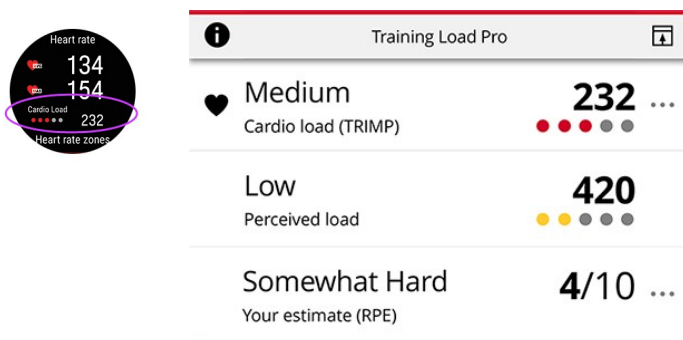 Heart rate
134
154
Cardio Load
232
Heart rate zones
Training Load Pro
Medium 232
Cardio load (TRIMP)
Low 420
Perceived load
Somewhat Hard 4/10
Your estimate (RPE)